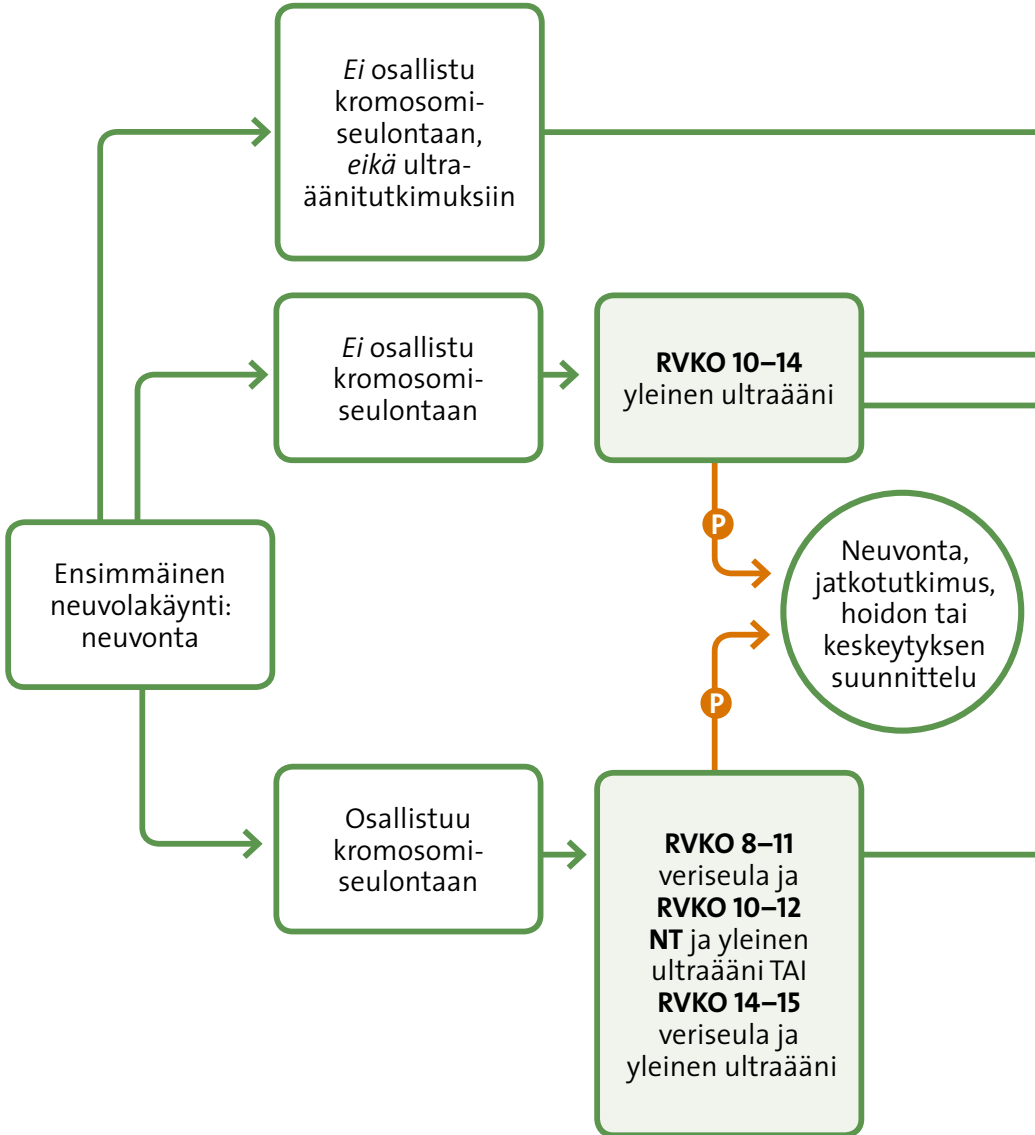 Ei osallistu
kromosomi-
seulontaan,
eikä ultra-
äänitutkimuksiin
Ei osallistu
kromosomi-
seulontaan
RVKO 10–14
yleinen ultraääni
P
Neuvonta,
jatkotutkimus,
hoidon tai
keskeytyksen
suunnittelu
Ensimmäinen
neuvolakäynti:
neuvonta
P
Osallistuu
kromosomi-
seulontaan
RVKO 8–11
veriseula ja
RVKO 10–12
NT ja yleinen
ultraääni TAI
RVKO 14–15
veriseula ja
yleinen ultraääni